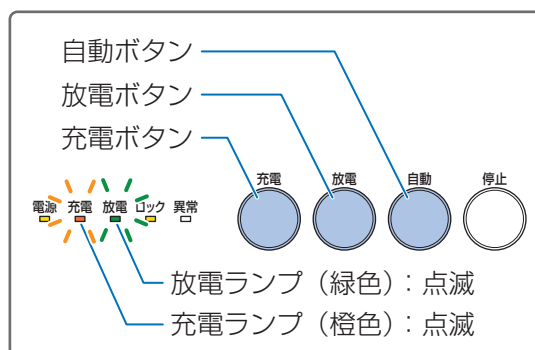 自動ボタン
放電ボタン
充電ボタン
電源 充電 放電 ロック 異常
充電 放電 自動 停止
放電ランプ（緑色）：点滅
充電ランプ（橙色）：点滅